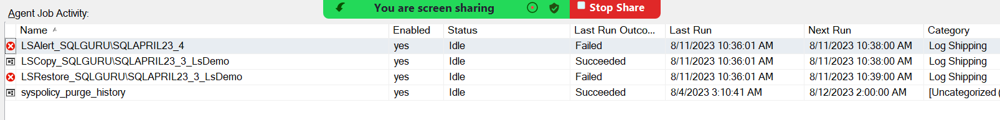 You are screen sharing Stop Share
Agent Job Activity:
Name Enabled Status Last Run Outco... Last Run Next Run Category
LSAlert_SQLGURU\SQLAPRIL23_4 yes Idle Failed 8/11/2023 10:36:01 AM 8/11/2023 10:38:00 AM Log Shipping
LSCopy_SQLGURU\SQLAPRIL23_3_LsDemo yes Idle Succeeded 8/11/2023 10:36:01 AM 8/11/2023 10:38:00 AM Log Shipping
LSRestore_SQLGURU\SQLAPRIL23_3_LsDemo yes Idle Failed 8/11/2023 10:36:01 AM 8/11/2023 10:39:00 AM Log Shipping
syspolicy_purge_history yes Idle Succeeded 8/4/2023 3:10:41 AM 8/12/2023 2:00:00 AM [Uncategorized (